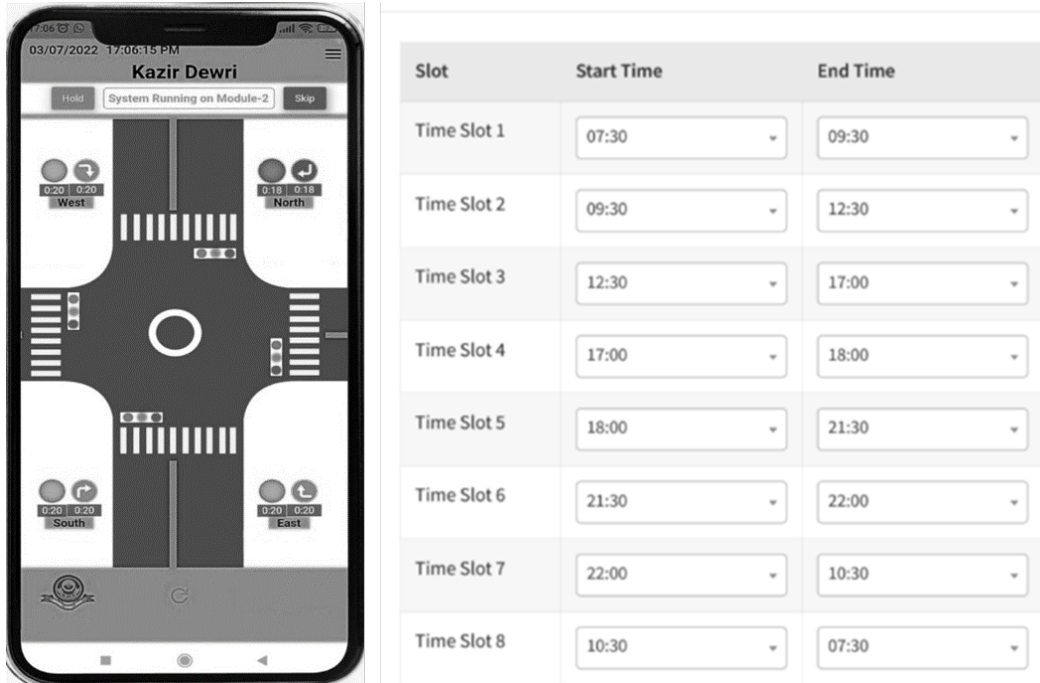 17:06
03/07/2022 17:06:15 PM
Kazir Dewri
Hold
System Running on Module-2
Skip
0:20 0:20
West
0:18 0:18
North
0:20 0:20
South
0:20 0:20
East
Slot Start Time End Time
Time Slot 1 07:30 09:30
Time Slot 2 09:30 12:30
Time Slot 3 12:30 17:00
Time Slot 4 17:00 18:00
Time Slot 5 18:00 21:30
Time Slot 6 21:30 22:00
Time Slot 7 22:00 10:30
Time Slot 8 10:30 07:30